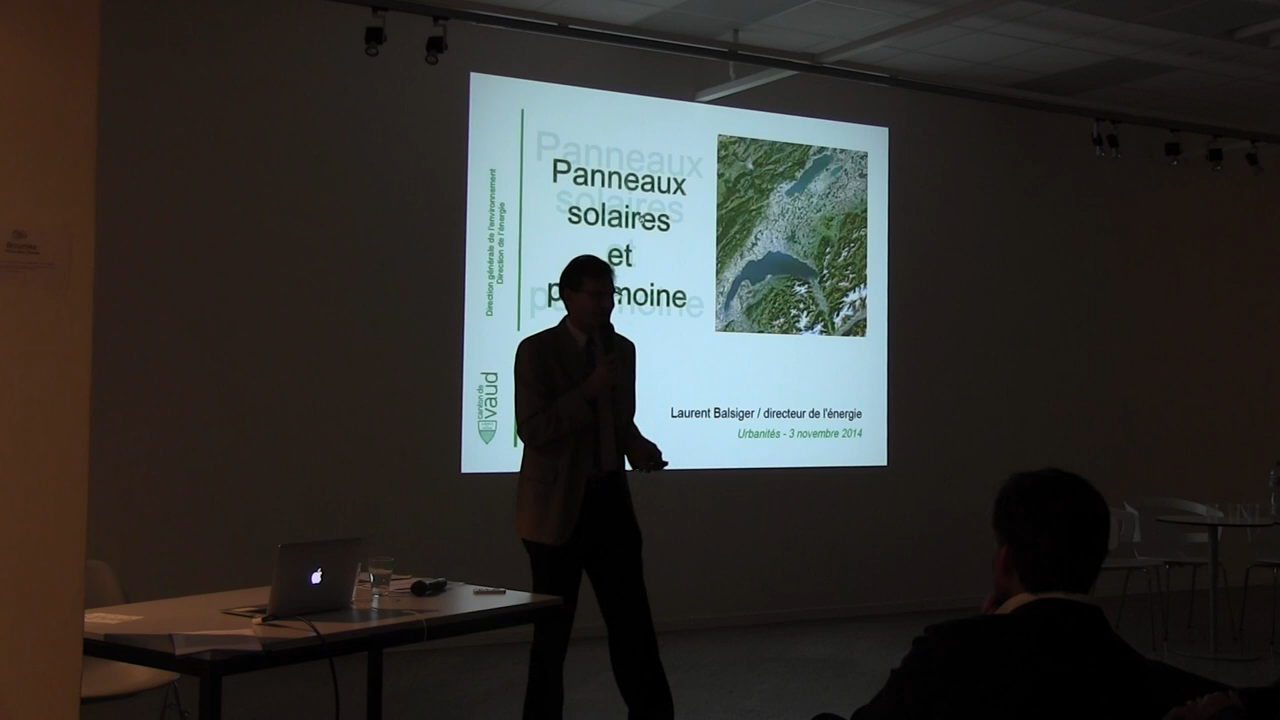 Direction générale de l'environnement
Direction de l'énergie
canton de
vaud
Panneaux
solaires
et
Laurent Balsiger / directeur de l'énergie
Urbanités - 3 novembre 2014